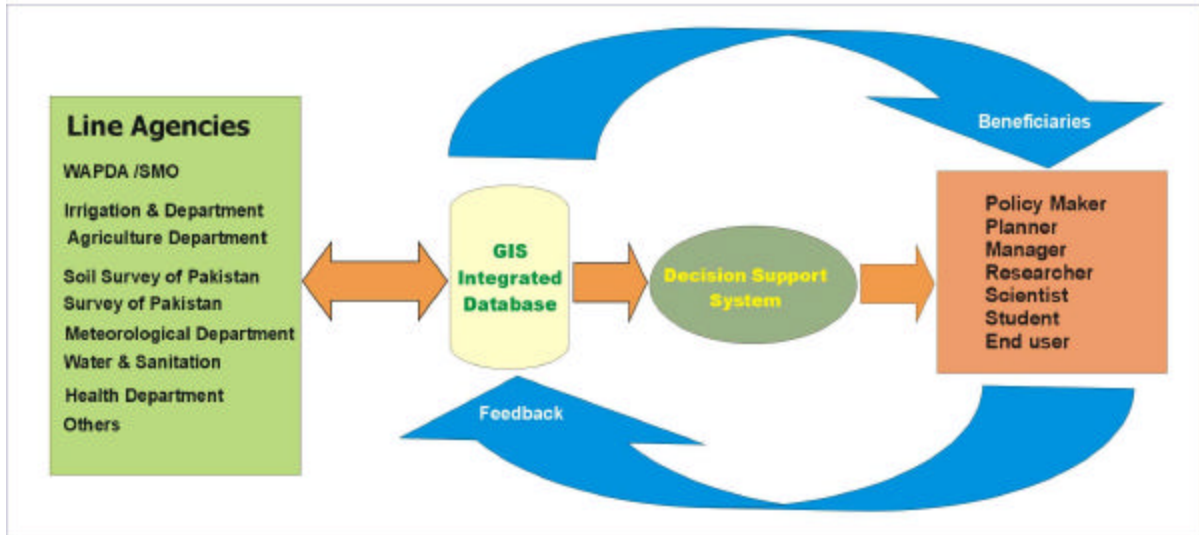 Line Agencies
WAPDA /SMO
Irrigation & Department
Agriculture Department
Soil Survey of Pakistan
Survey of Pakistan
Meteorological Department
Water & Sanitation
Health Department
Others
GIS
Integrated
Database
Decision Support
System
Beneficiaries
Policy Maker
Planner
Manager
Researcher
Scientist
Student
End user
Feedback